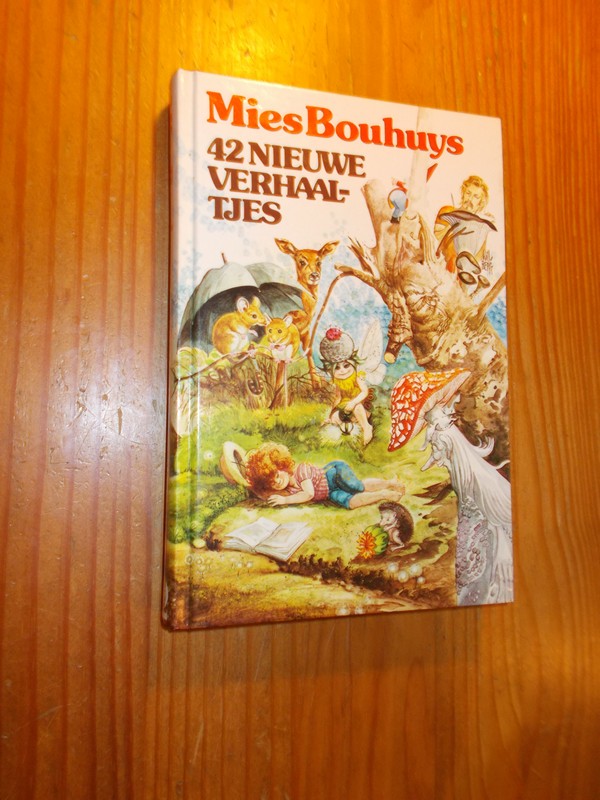 Mies Bouhuys
42 NIEUWE
VERHAAL-
TJES